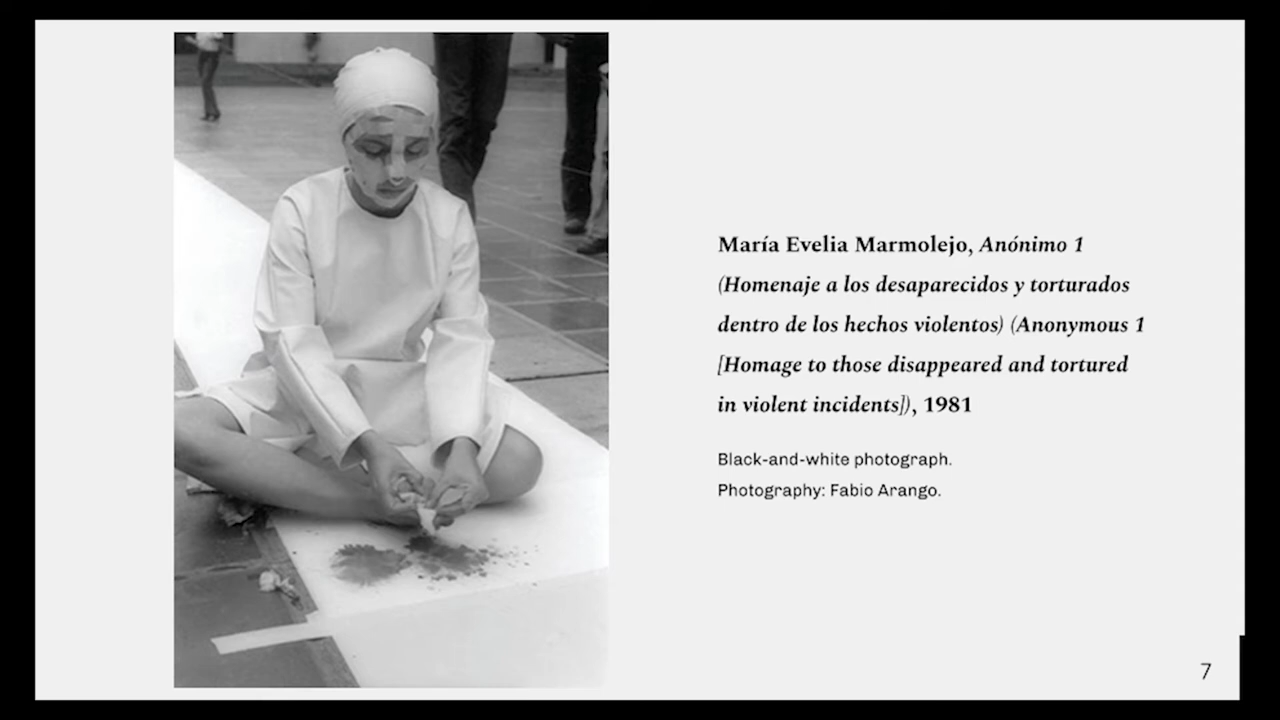 María Evelia Marmolejo, Anónimo 1
(Homenaje a los desaparecidos y torturados
dentro de los hechos violentos) (Anonymous 1
[Homage to those disappeared and tortured
in violent incidents]), 1981
Black-and-white photograph.
Photography: Fabio Arango.
7